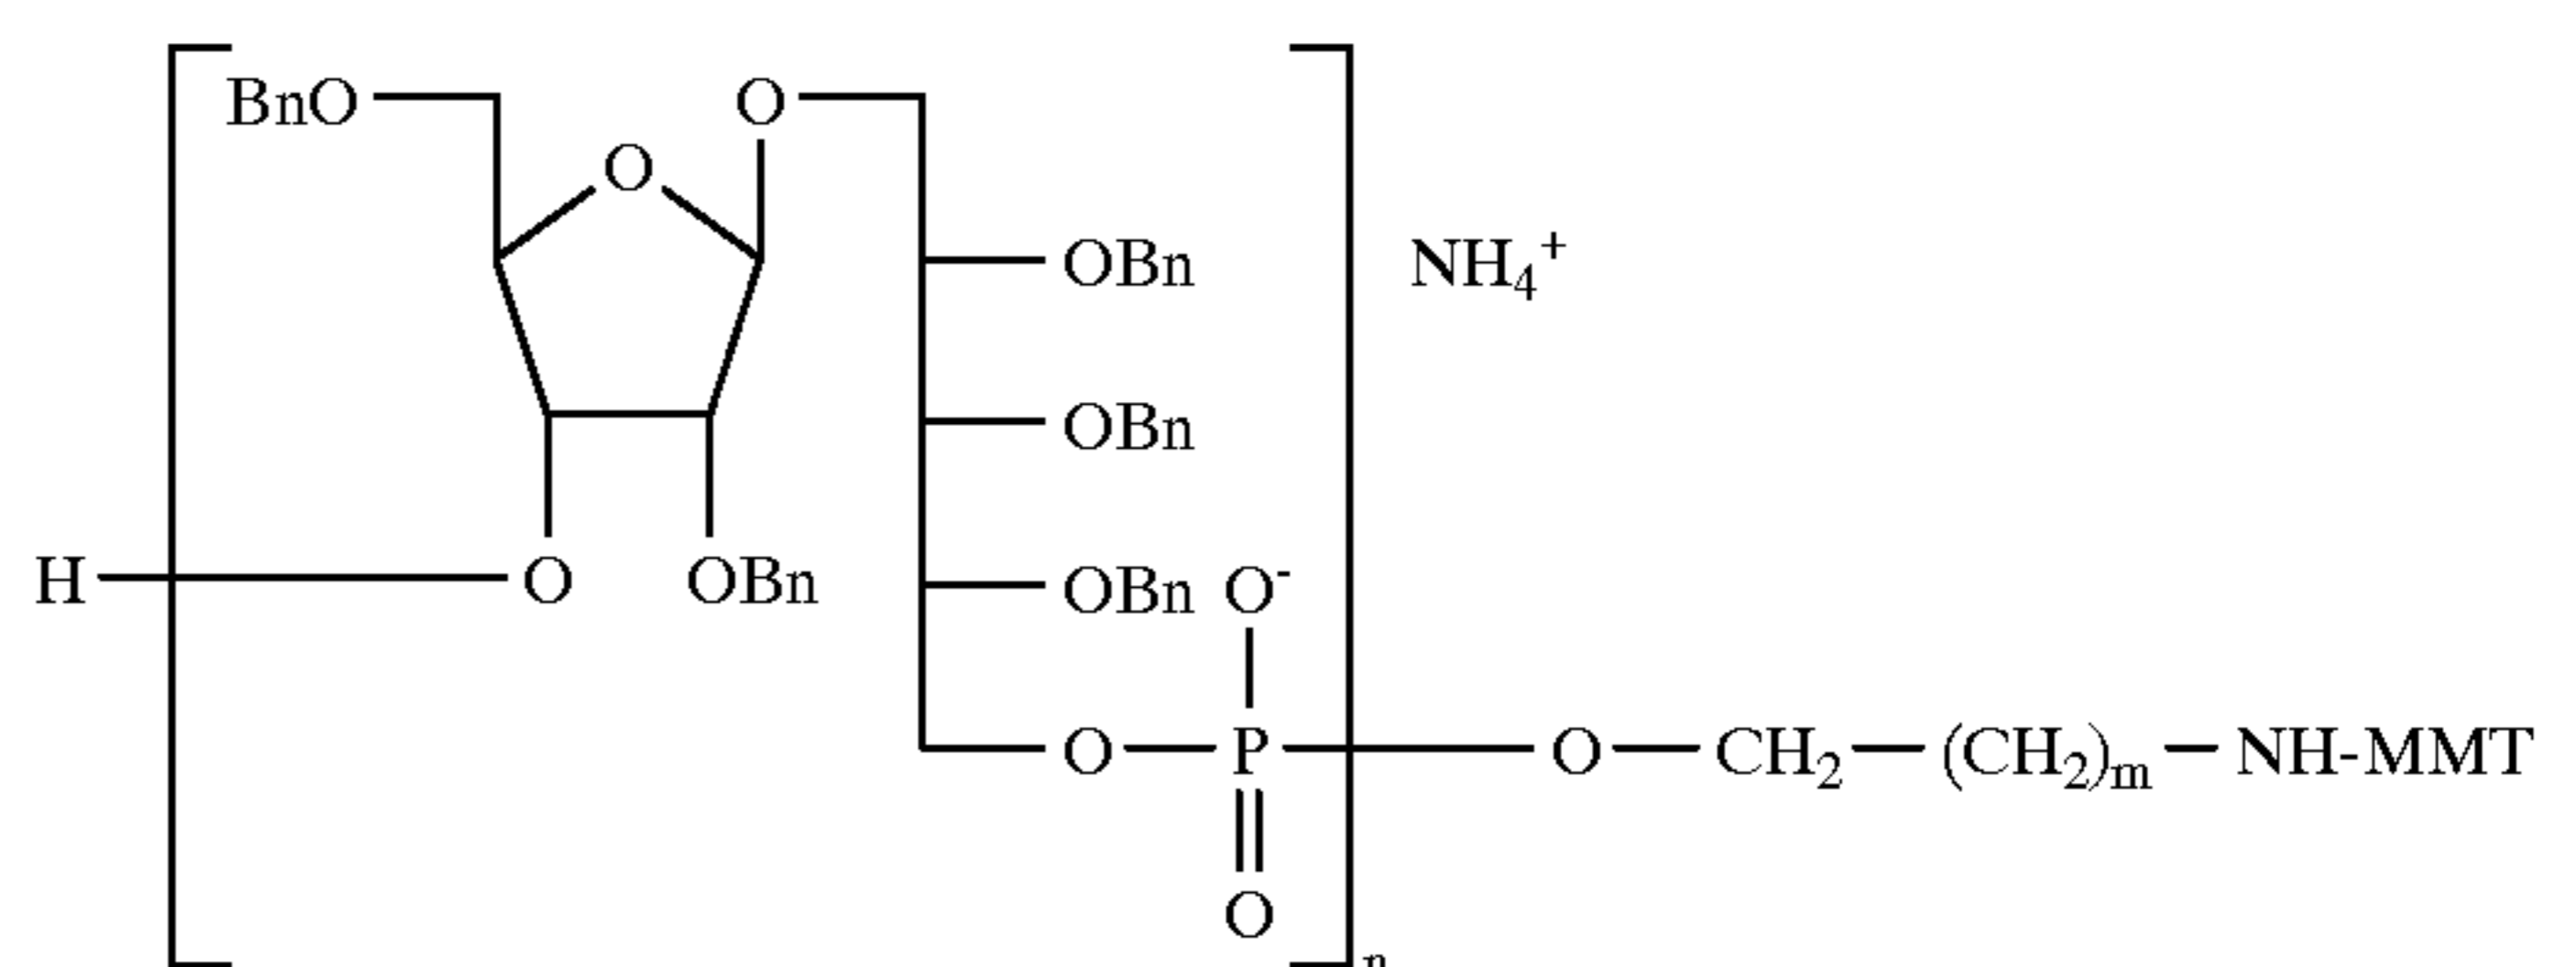 BnO O
O
OBn NH₄⁺
OBn
H O OBn OBn O⁻
O P O CH₂ (CH₂)ₘ NH-MMT
O
n